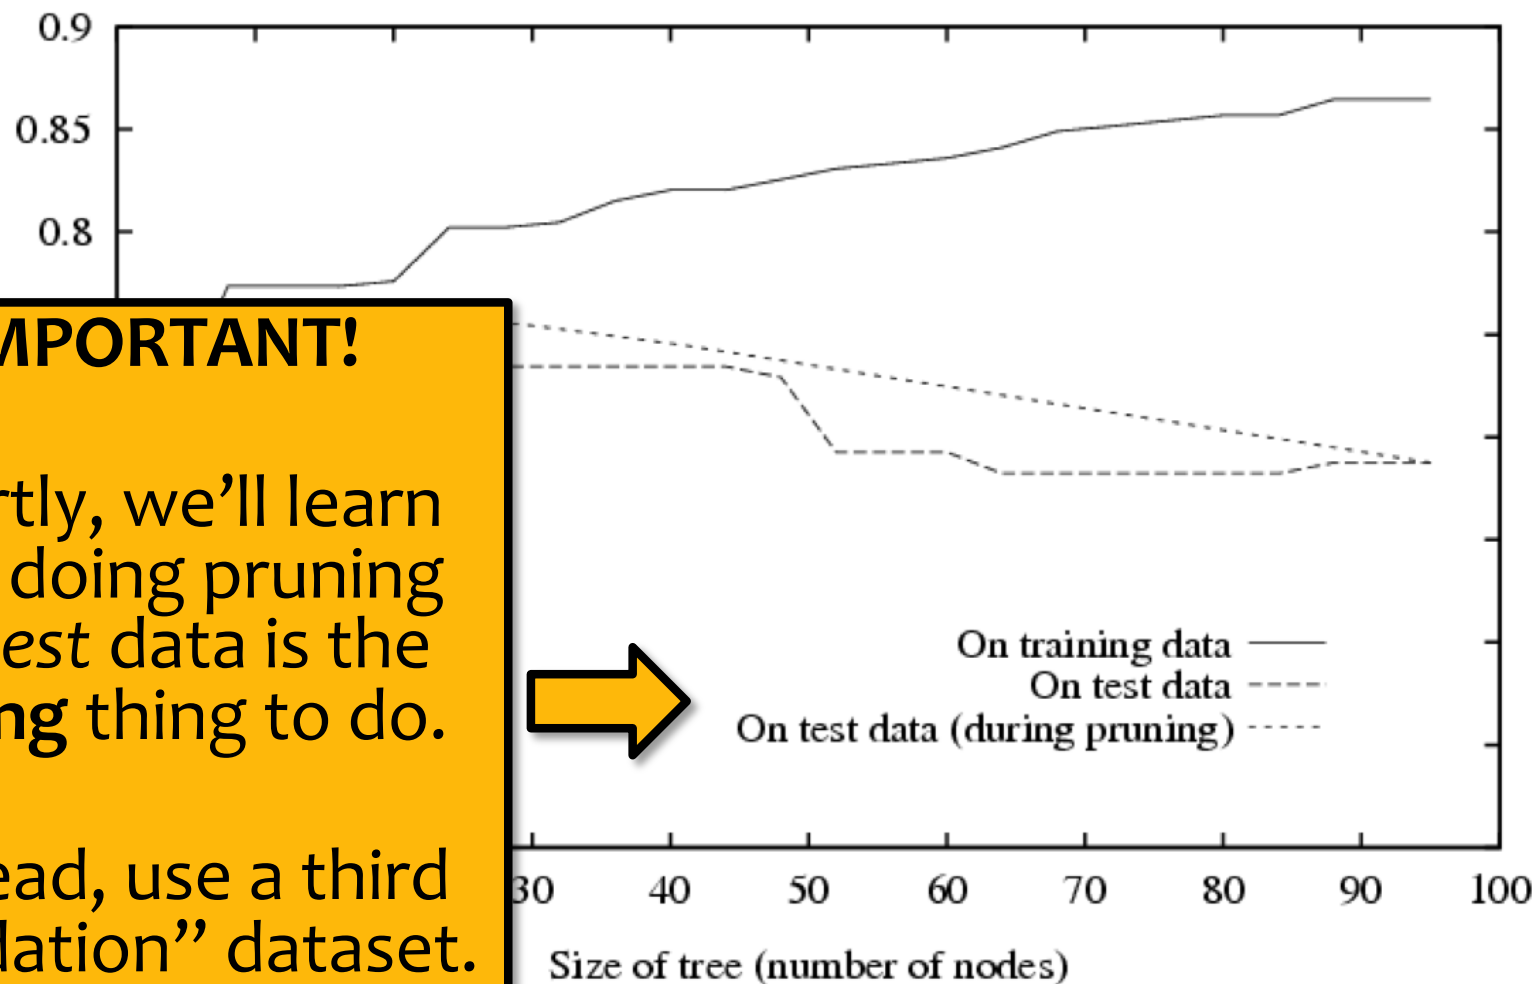 0.9
0.85
0.8
MPORTANT!
rtly, we’ll learn
doing pruning
est data is the
ng thing to do.
ead, use a third
dation” dataset.
On training data
On test data
On test data (during pruning)
30 40 50 60 70 80 90 100
Size of tree (number of nodes)